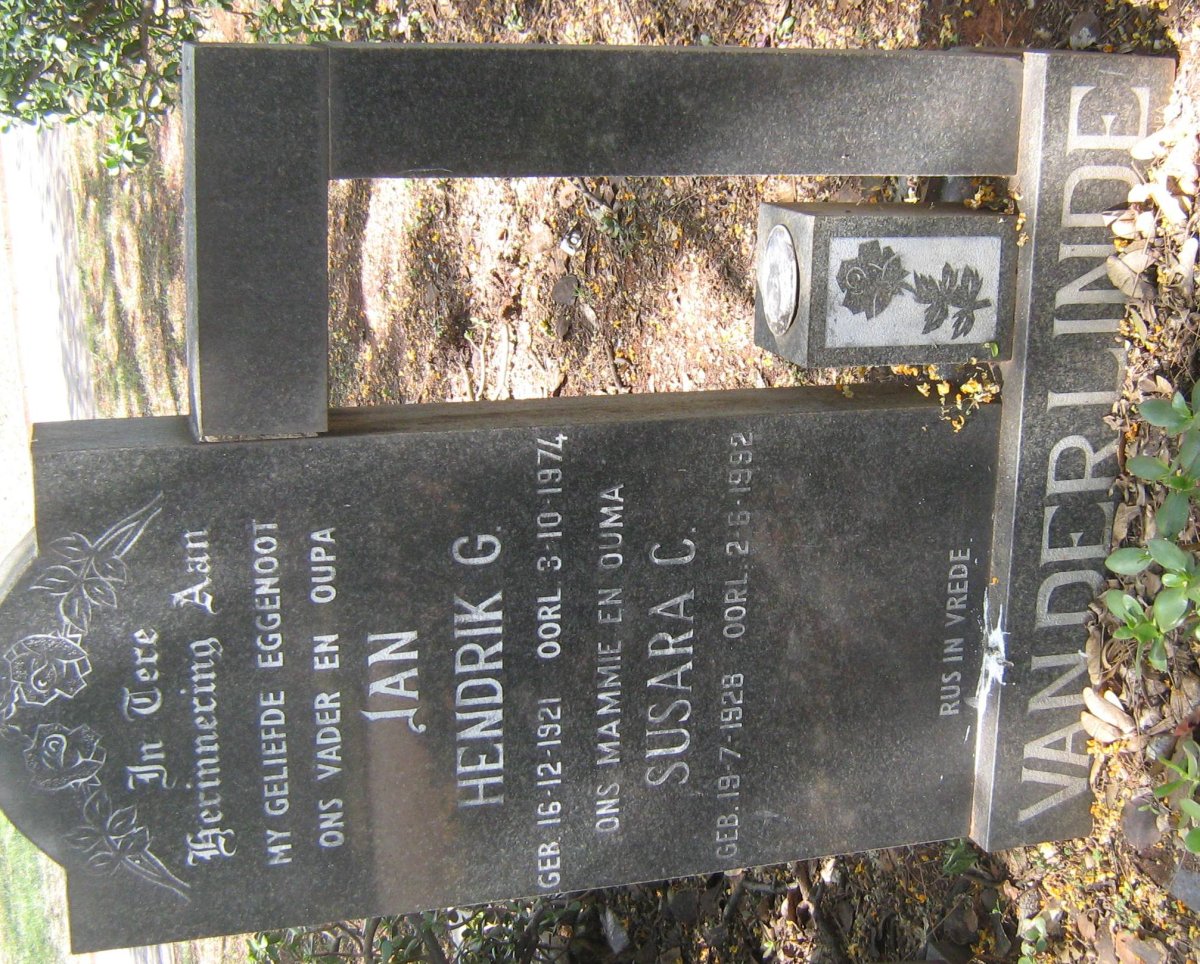 In Tere
Herinnering Aan
MY GELIEFDE EGGENOOT
ONS VADER EN OUPA
JAN
HENDRIK G.
GEB. 16-12-1921 OORL. 3-10-1974
ONS MAMMIE EN OUMA
SUSARA C.
GEB. 19-7-1928 OORL. 2-6-1992
RUS IN VREDE.
VAN DER LINDE